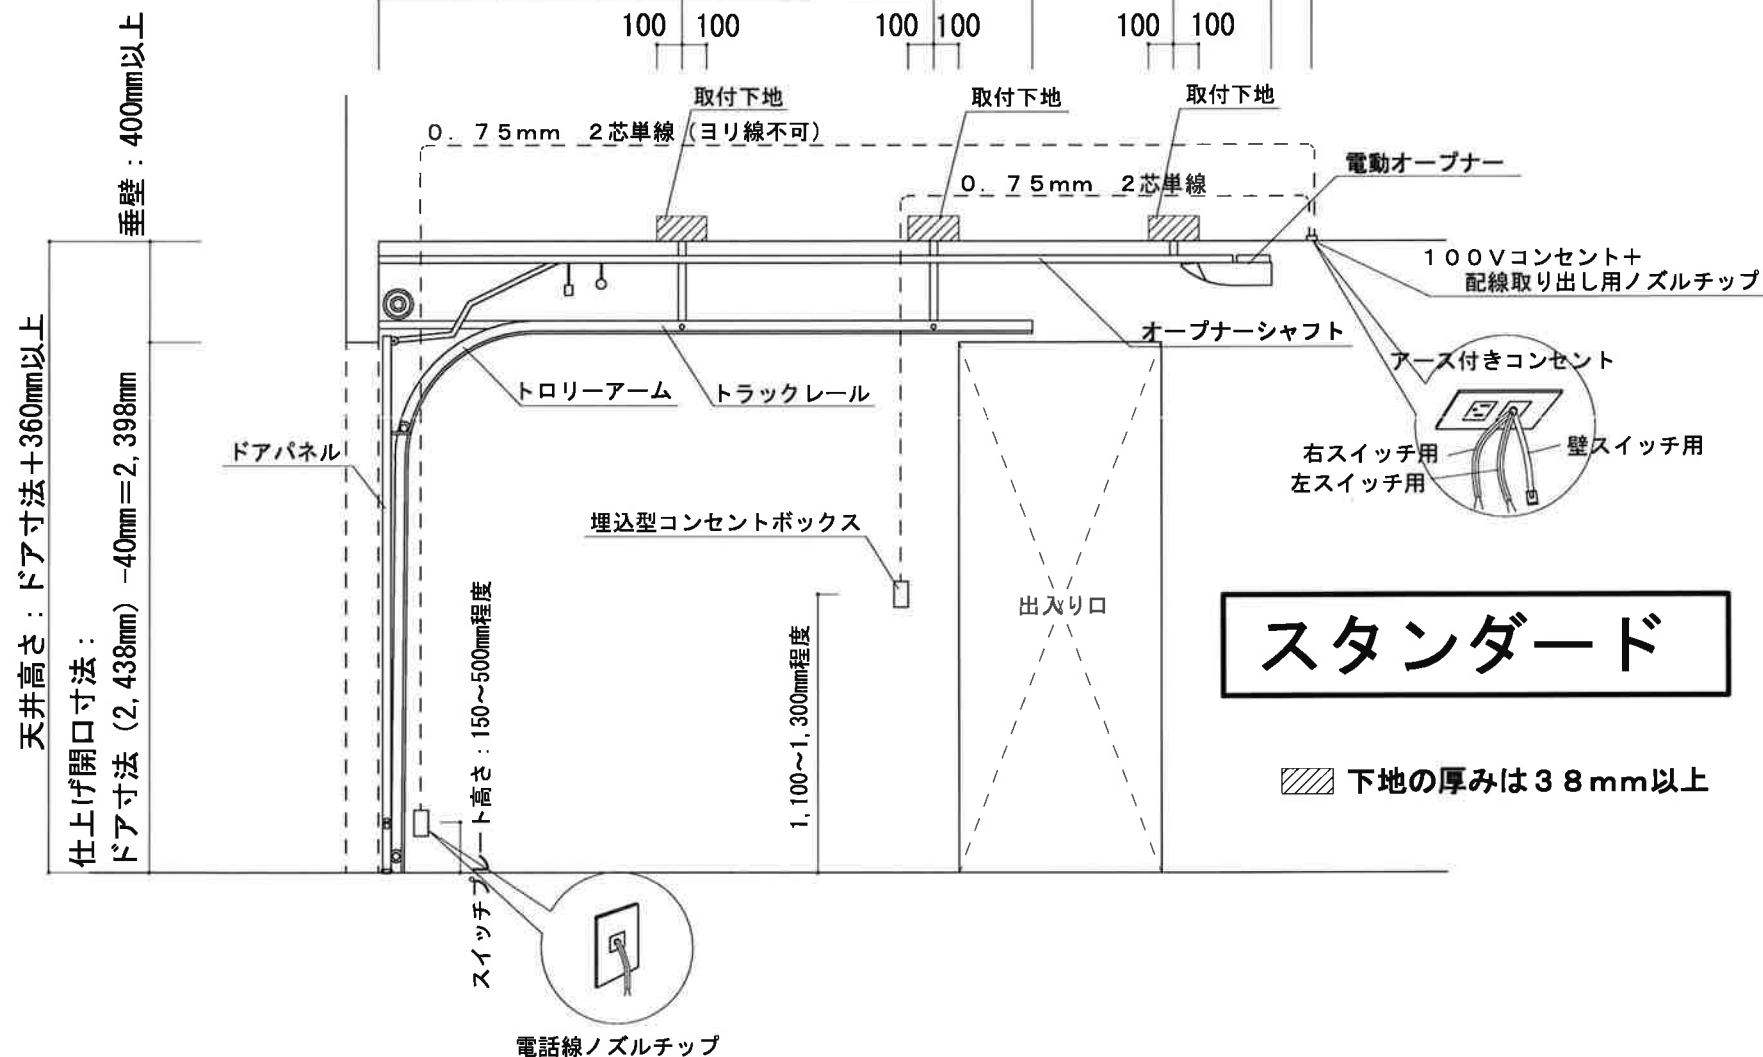 100 100
100 100
100 100
取付下地
取付下地
取付下地
0．75mm　2芯単線（ヨリ線不可）
0．75mm　2芯単線
電動オープナー
100Vコンセント＋
配線取り出し用ノズルチップ
オープナーシャフト
アース付きコンセント
右スイッチ用
左スイッチ用
壁スイッチ用
トロリーアーム
トラックレール
ドアパネル
埋込型コンセントボックス
出入り口
垂壁：400mm以上
天井高さ：ドア寸法＋360mm以上
仕上げ開口寸法：
ドア寸法（2,438mm）-40mm＝2,398mm
スイッチプレート高さ：150～500mm程度
1,100～1,300mm程度
スタンダード
下地の厚みは38mm以上
電話線ノズルチップ